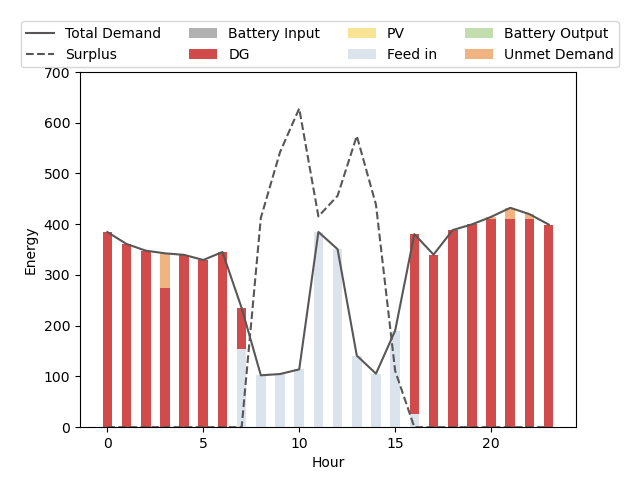 Total Demand Battery Input PV Battery Output
Surplus DG Feed in Unmet Demand
700
600
500
400
300
200
100
0
Energy
0 5 10 15 20
Hour